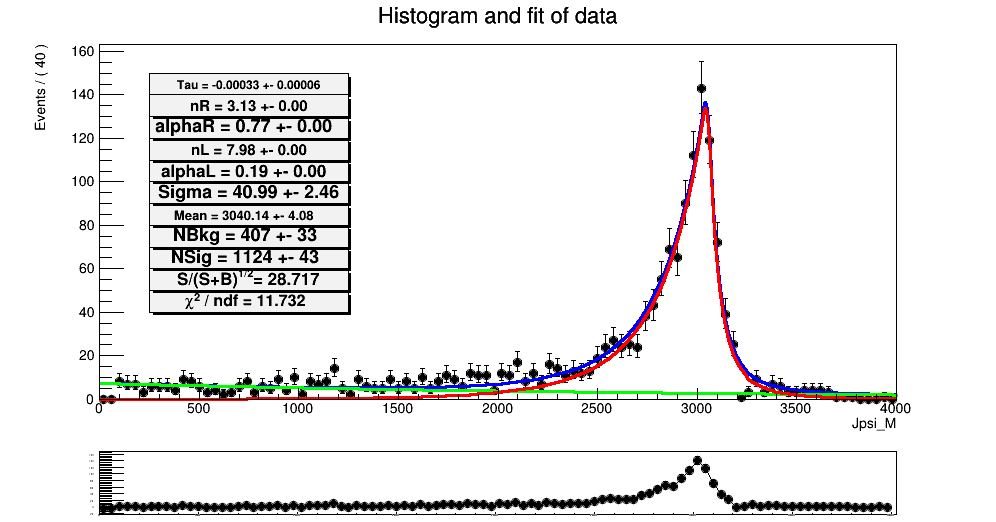 Histogram and fit of data
Events / ( 40 )
160
140
120
100
80
60
40
20
0
Tau = -0.00033 +- 0.00006
nR = 3.13 +- 0.00
alphaR = 0.77 +- 0.00
nL = 7.98 +- 0.00
alphaL = 0.19 +- 0.00
Sigma = 40.99 +- 2.46
Mean = 3040.14 +- 4.08
NBkg = 407 +- 33
NSig = 1124 +- 43
S/(S+B)^1/2 = 28.717
χ² / ndf = 11.732
0 500 1000 1500 2000 2500 3000 3500 4000
Jpsi_M